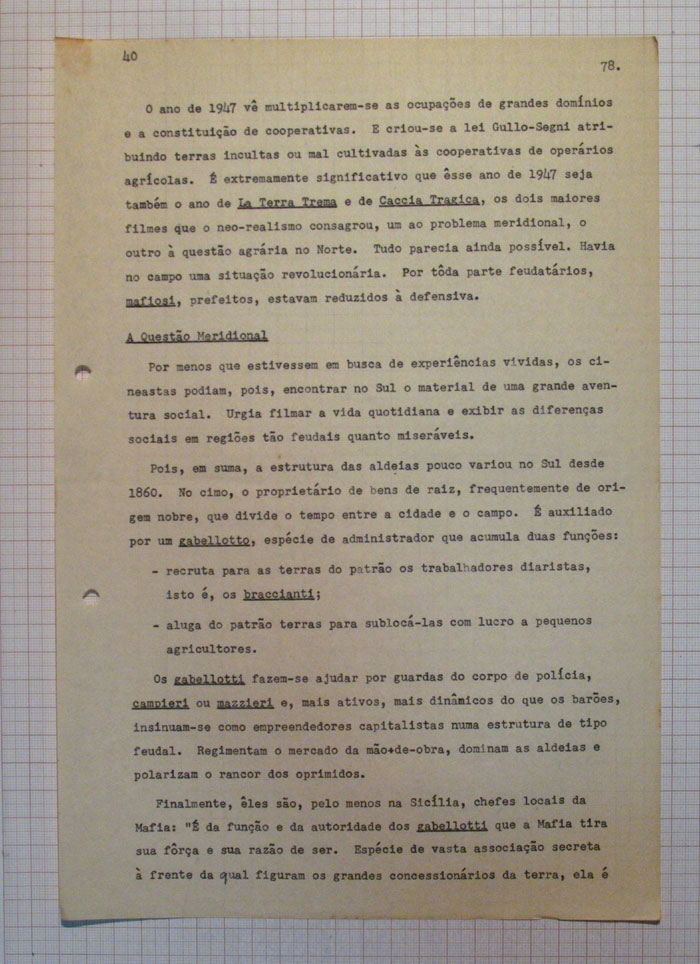 40
78.
O ano de 1947 vê multiplicarem-se as ocupações de grandes domínios
e a constituição de cooperativas. E criou-se a lei Gullo-Segni atri-
buindo terras incultas ou mal cultivadas às cooperativas de operários
agrícolas. É extremamente significativo que êsse ano de 1947 seja
também o ano de La Terra Trema e de Caccia Tragica, os dois maiores
filmes que o neo-realismo consagrou, um ao problema meridional, o
outro à questão agrária no Norte. Tudo parecia ainda possível. Havia
no campo uma situação revolucionária. Por tôda parte feudatários,
mafiosi, prefeitos, estavam reduzidos à defensiva.
A Questão Meridional
Por menos que estivessem em busca de experiências vividas, os ci-
neastas podiam, pois, encontrar no Sul o material de uma grande aven-
tura social. Urgia filmar a vida quotidiana e exibir as diferenças
sociais em regiões tão feudais quanto miseráveis.
Pois, em suma, a estrutura das aldeias pouco variou no Sul desde
1860. No cimo, o proprietário de bens de raiz, frequentemente de ori-
gem nobre, que divide o tempo entre a cidade e o campo. É auxiliado
por um gabellotto, espécie de administrador que acumula duas funções:
- recruta para as terras do patrão os trabalhadores diaristas,
isto é, os braccianti;
- aluga do patrão terras para sublocá-las com lucro a pequenos
agricultores.
Os gabellotti fazem-se ajudar por guardas do corpo de polícia,
campieri ou mazzieri e, mais ativos, mais dinâmicos do que os barões,
insinuam-se como empreendedores capitalistas numa estrutura de tipo
feudal. Regimentam o mercado da mão+de-obra, dominam as aldeias e
polarizam o rancor dos oprimidos.
Finalmente, êles são, pelo menos na Sicília, chefes locais da
Mafia: "É da função e da autoridade dos gabellotti que a Mafia tira
sua fôrça e sua razão de ser. Espécie de vasta associação secreta
à frente da qual figuram os grandes concessionários da terra, ela é